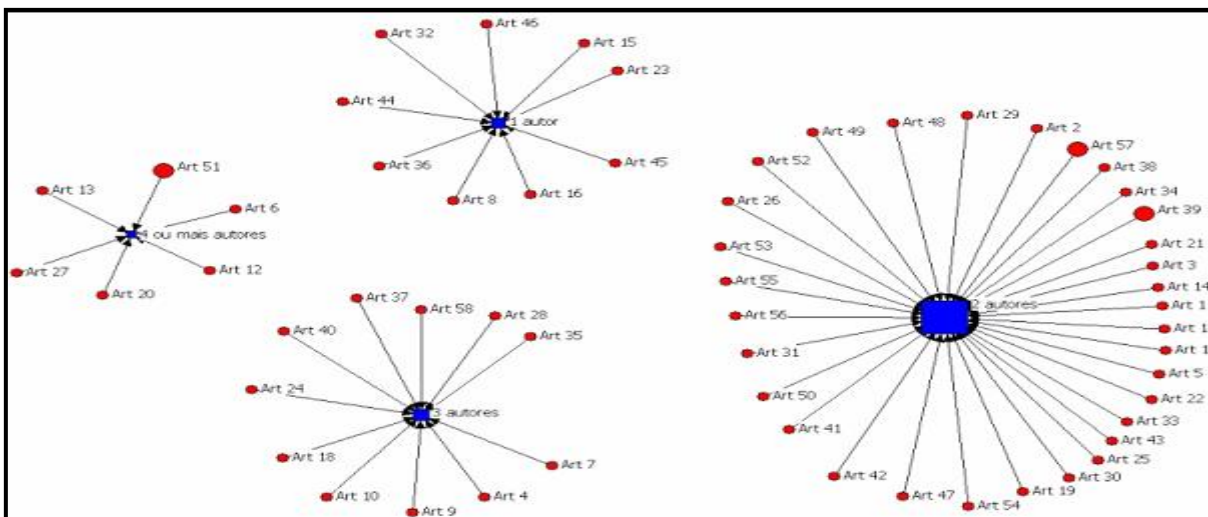 Art 32
Art 46
Art 15
Art 23
Art 44
1 autor
Art 36
Art 45
Art 8
Art 16
Art 51
Art 13
Art 6
4 ou mais autores
Art 27
Art 12
Art 20
Art 37
Art 58
Art 28
Art 40
Art 35
Art 24
3 autores
Art 18
Art 7
Art 10
Art 4
Art 9
Art 29
Art 48
Art 2
Art 49
Art 57
Art 52
Art 38
Art 34
Art 26
Art 39
Art 53
Art 21
Art 3
Art 55
Art 14
2 autores
Art 1
Art 56
Art 1
Art 31
Art 1
Art 5
Art 50
Art 22
Art 41
Art 33
Art 43
Art 25
Art 42
Art 30
Art 47
Art 19
Art 54